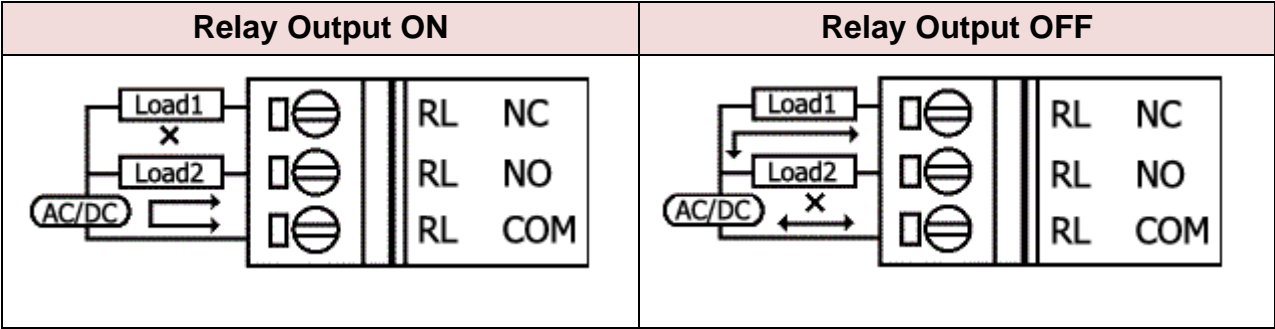 Relay Output ON
Relay Output OFF
Load1
RL NC
Load2
RL NO
AC/DC
RL COM
Load1
RL NC
Load2
RL NO
AC/DC
RL COM